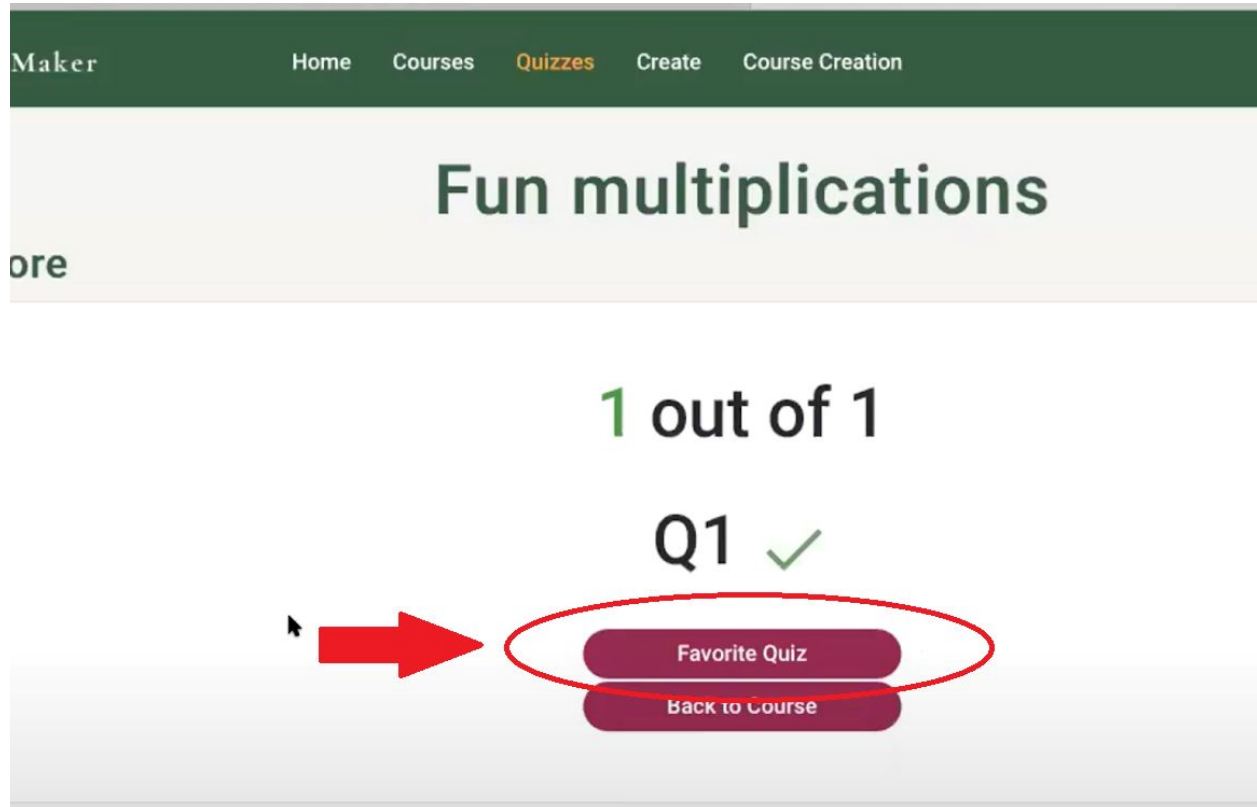 Maker Home Courses Quizzes Create Course Creation
Fun multiplications
ore
1 out of 1
Q1
Favorite Quiz
Back to Course